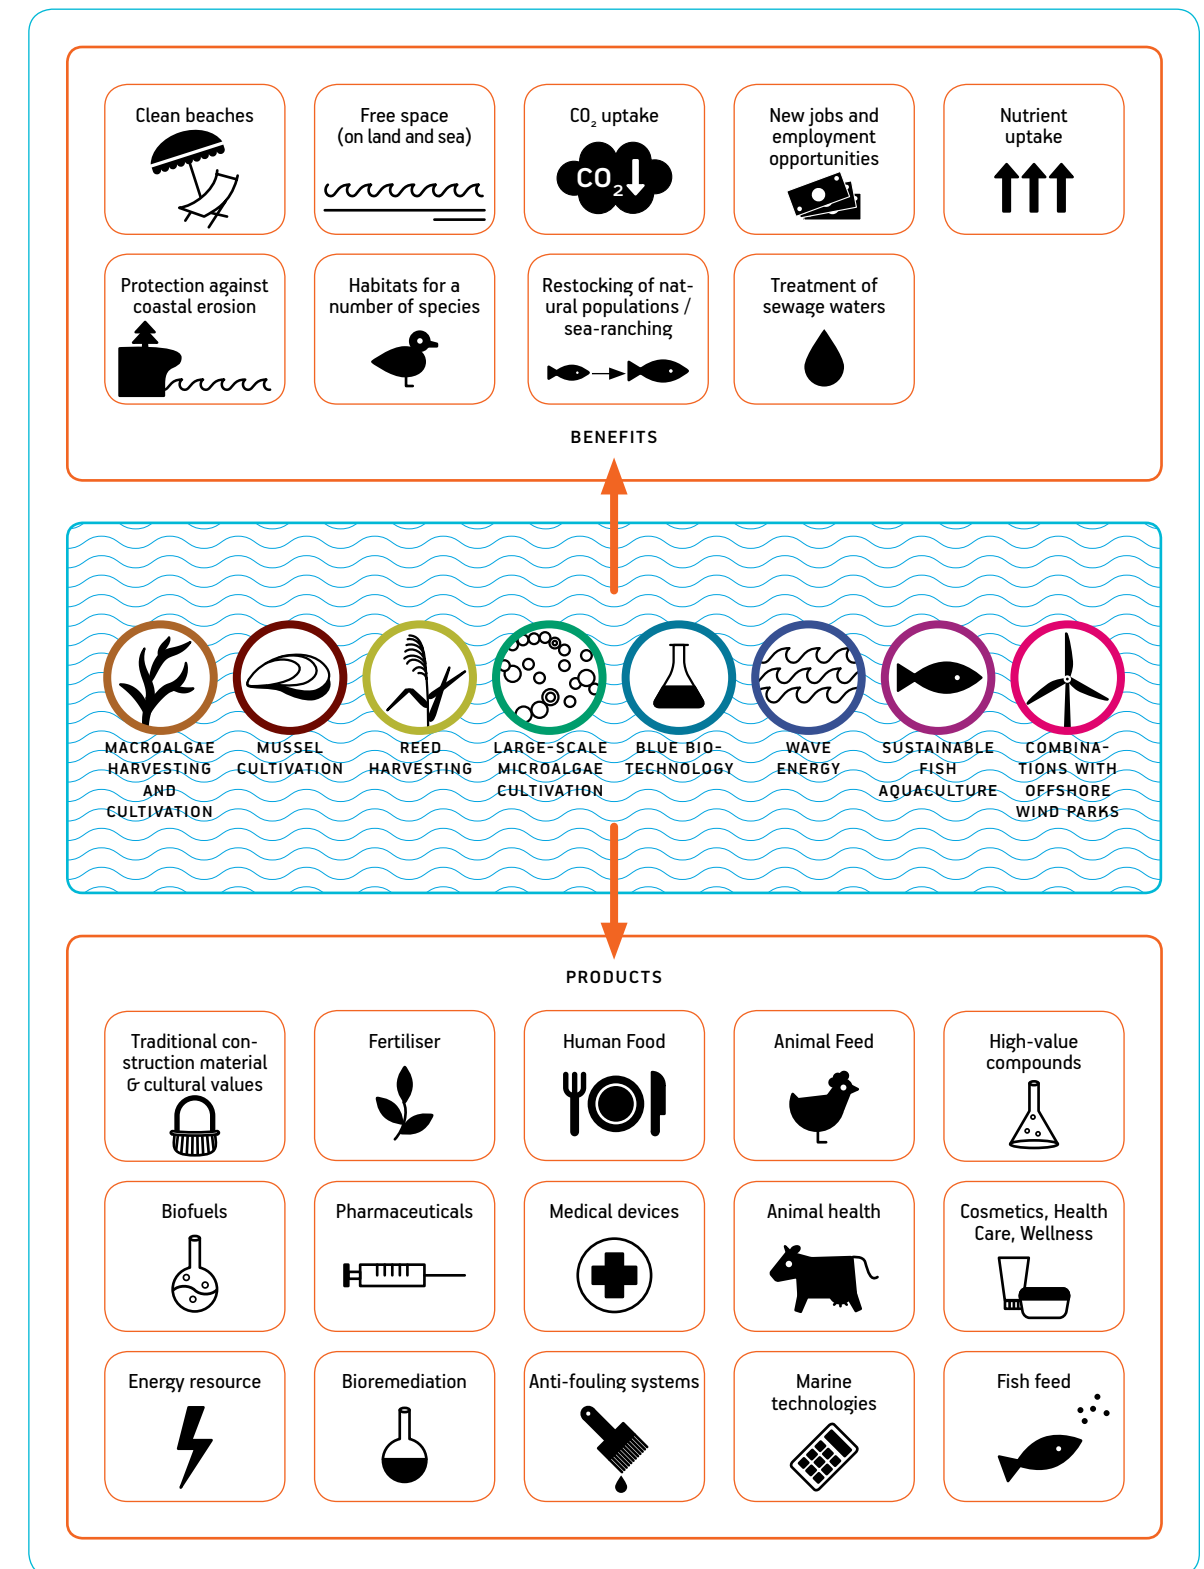 Clean beaches
Free space
(on land and sea)
CO₂ uptake
CO₂
New jobs and
employment
opportunities
Nutrient
uptake
Protection against
coastal erosion
Habitats for a
number of species
Restocking of nat-
ural populations /
sea-ranching
Treatment of
sewage waters
BENEFITS
MACROALGAE
HARVESTING
AND
CULTIVATION
MUSSEL
CULTIVATION
REED
HARVESTING
LARGE-SCALE
MICROALGAE
CULTIVATION
BLUE BIO-
TECHNOLOGY
WAVE
ENERGY
SUSTAINABLE
FISH
AQUACULTURE
COMBINA-
TIONS WITH
OFFSHORE
WIND PARKS
PRODUCTS
Traditional con-
struction material
& cultural values
Fertiliser
Human Food
Animal Feed
High-value
compounds
Biofuels
Pharmaceuticals
Medical devices
Animal health
Cosmetics, Health
Care, Wellness
Energy resource
Bioremediation
Anti-fouling systems
Marine
technologies
Fish feed